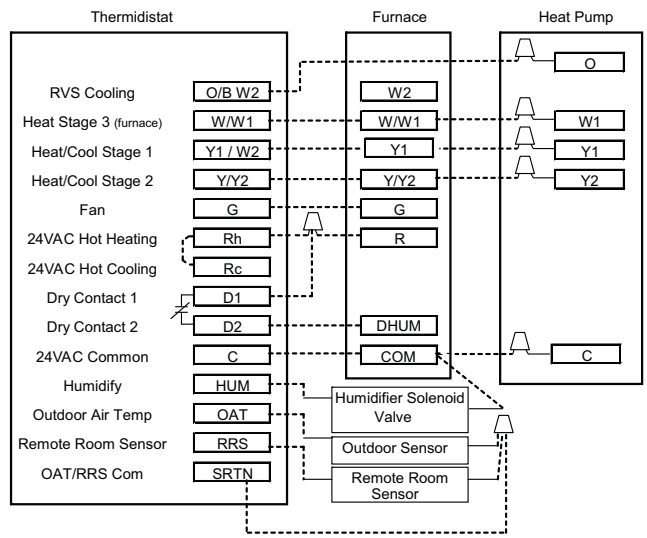 Thermidistat Furnace Heat Pump
O
RVS Cooling O/B W2 W2
Heat Stage 3 (furnace) W/W1 W/W1 W1
Heat/Cool Stage 1 Y1 / W2 Y1 Y1
Heat/Cool Stage 2 Y/Y2 Y/Y2 Y2
Fan G G
24VAC Hot Heating Rh R
24VAC Hot Cooling Rc
Dry Contact 1 D1
Dry Contact 2 D2 DHUM
24VAC Common C COM C
Humidify HUM
Humidifier Solenoid
Valve
Outdoor Air Temp OAT
Outdoor Sensor
Remote Room Sensor RRS
OAT/RRS Com SRTN
Remote Room
Sensor